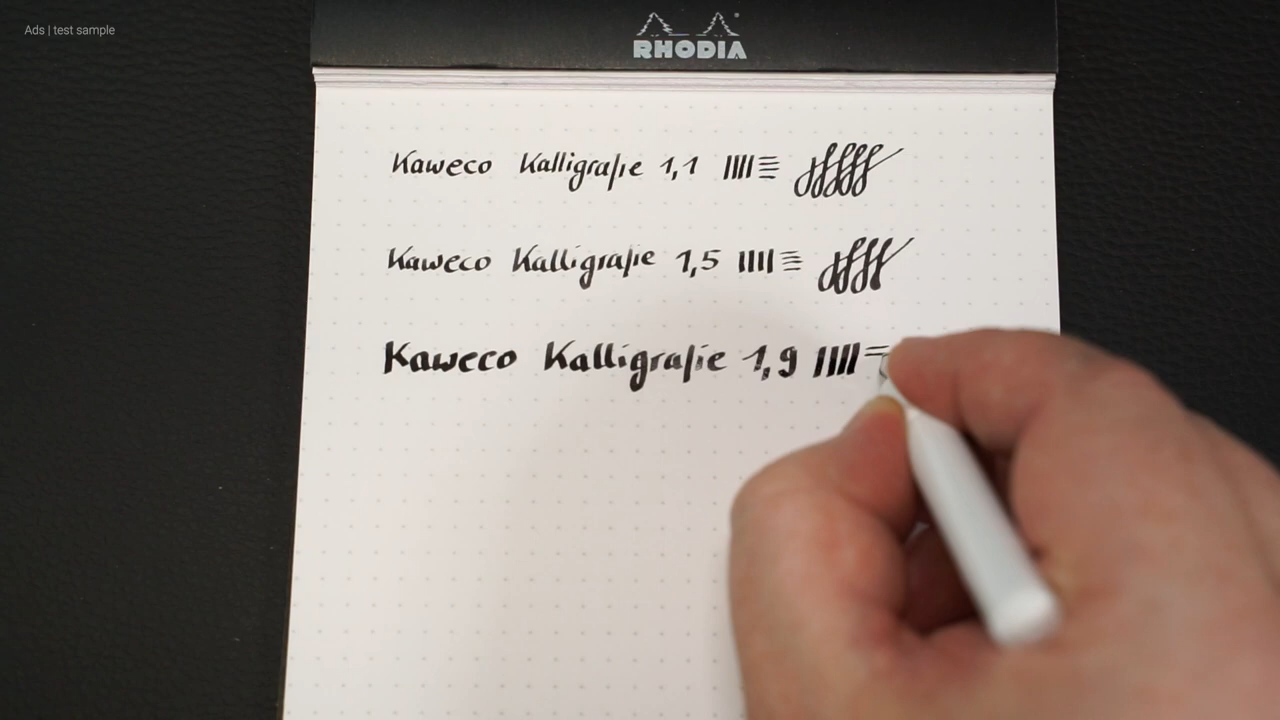 Ads | test sample
RHODIA
Kaweco Kalligrafie 1,1
Kaweco Kalligrafie 1,5
Kaweco Kalligrafie 1,9